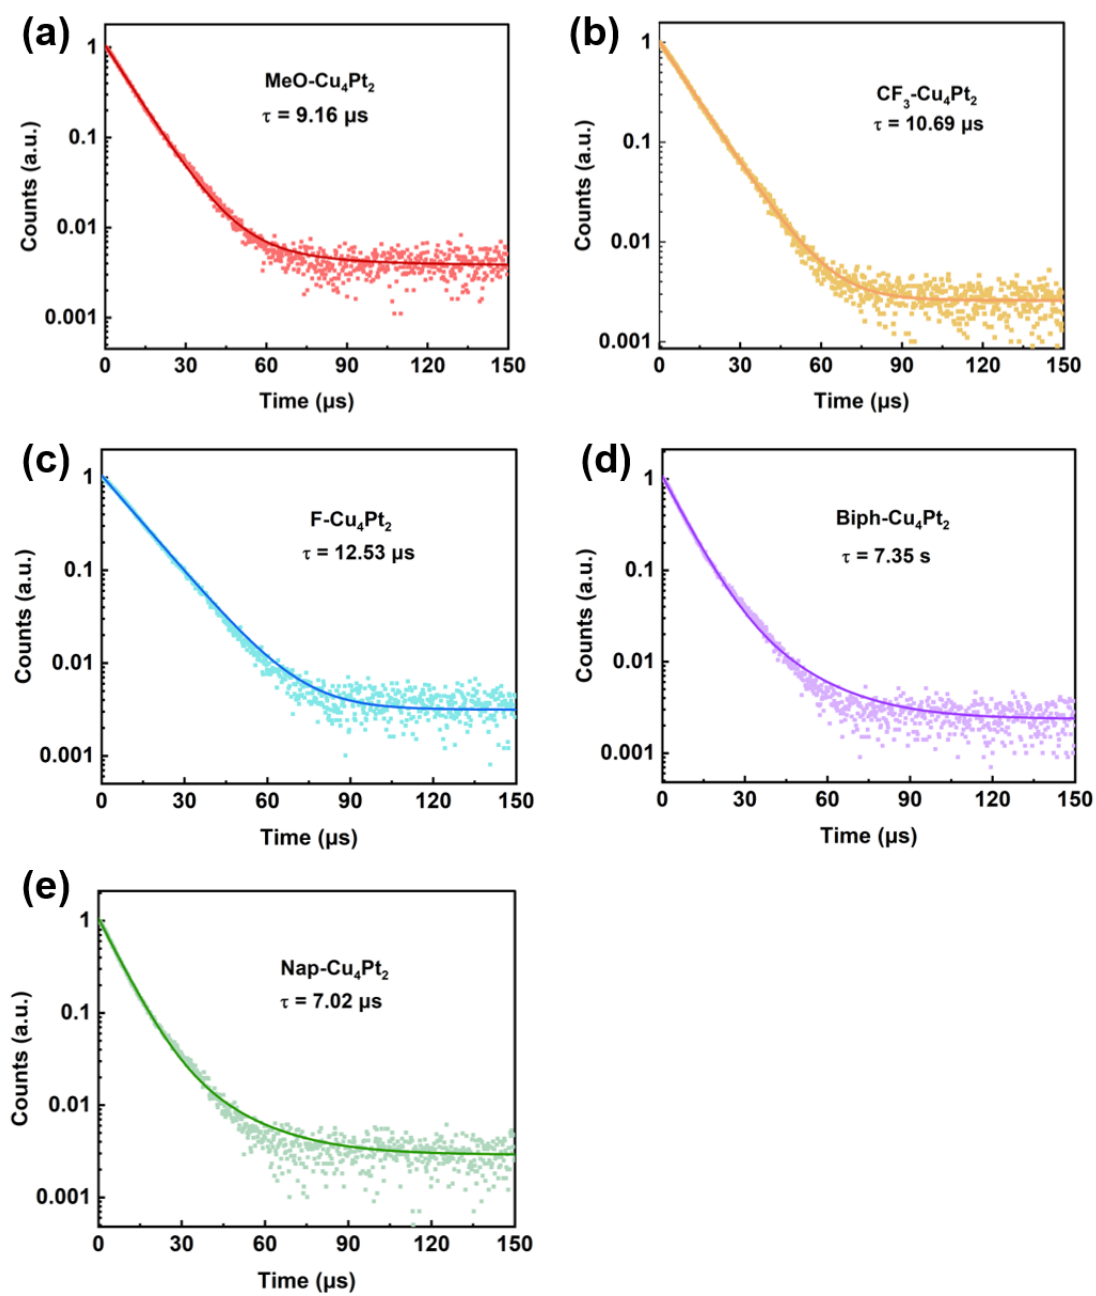 (a)
MeO-Cu4Pt2
τ = 9.16 μs
Counts (a.u.)
1
0.1
0.01
0.001
0 30 60 90 120 150
Time (μs)
(b)
CF3-Cu4Pt2
τ = 10.69 μs
Counts (a.u.)
1
0.1
0.01
0.001
0 30 60 90 120 150
Time (μs)
(c)
F-Cu4Pt2
τ = 12.53 μs
Counts (a.u.)
1
0.1
0.01
0.001
0 30 60 90 120 150
Time (μs)
(d)
Biph-Cu4Pt2
τ = 7.35 s
Counts (a.u.)
1
0.1
0.01
0.001
0 30 60 90 120 150
Time (μs)
(e)
Nap-Cu4Pt2
τ = 7.02 μs
Counts (a.u.)
1
0.1
0.01
0.001
0 30 60 90 120 150
Time (μs)